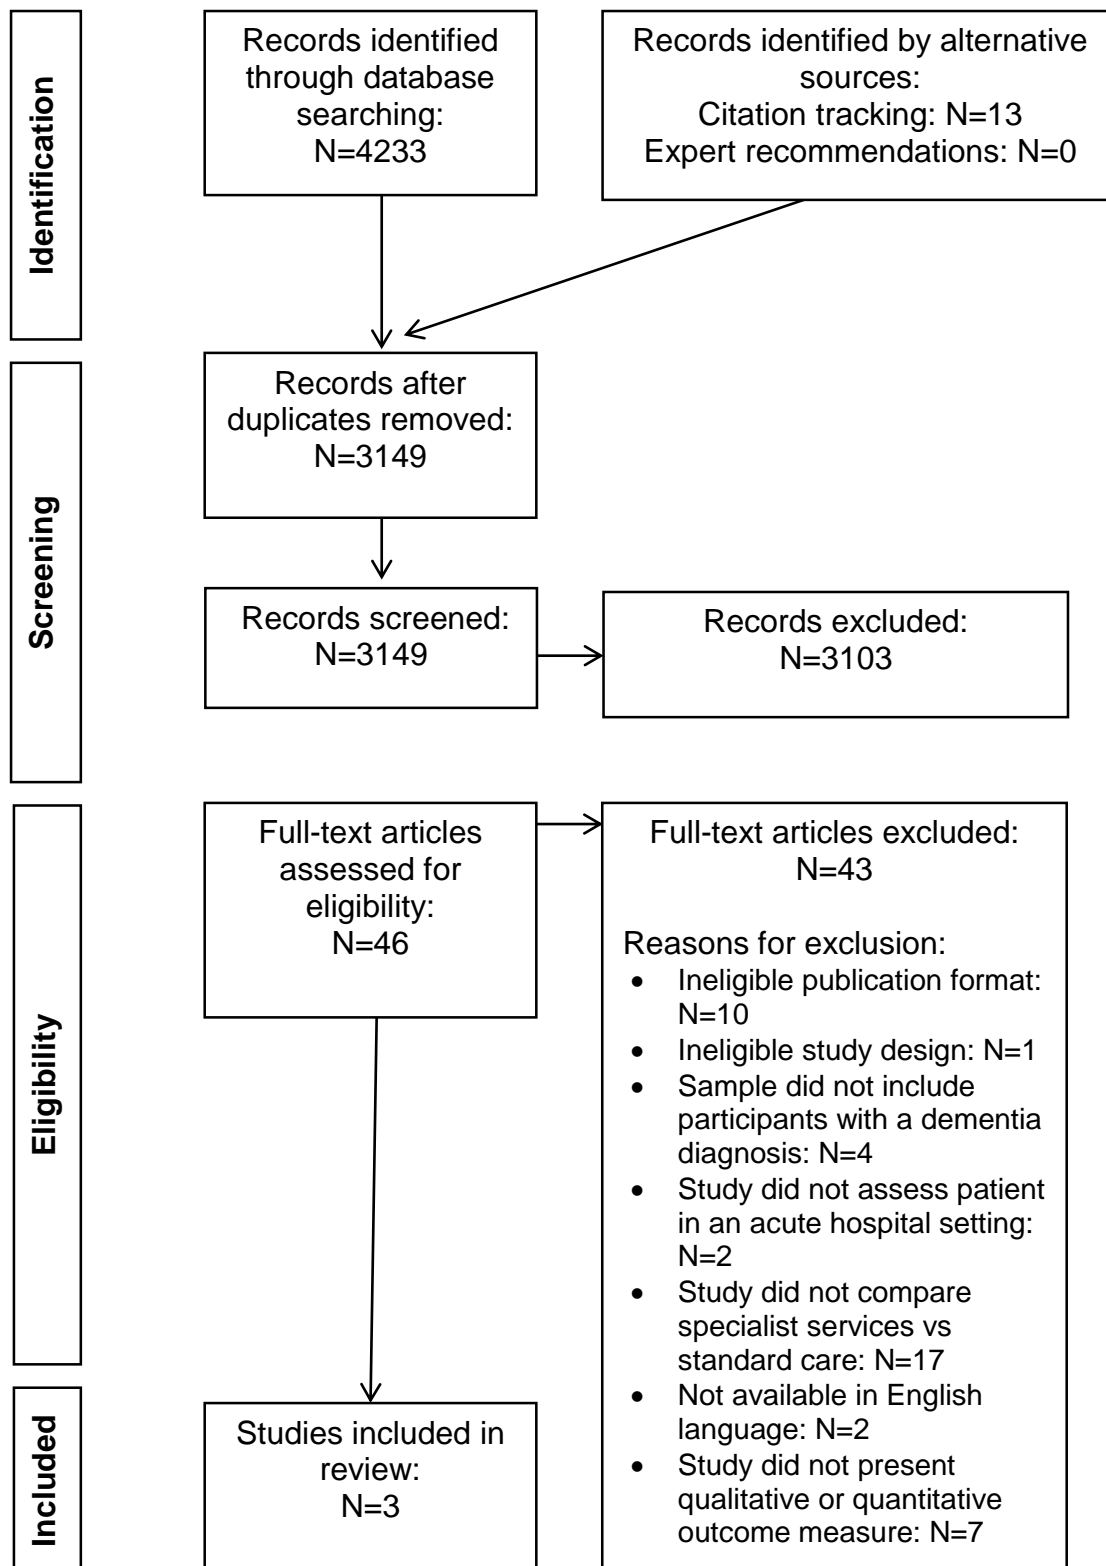 Identification
Records identified
through database
searching:
N=4233
Records identified by alternative
sources:
Citation tracking: N=13
Expert recommendations: N=0
Screening
Records after
duplicates removed:
N=3149
Records screened:
N=3149
Records excluded:
N=3103
Eligibility
Full-text articles
assessed for
eligibility:
N=46
Full-text articles excluded:
N=43
Reasons for exclusion:
• Ineligible publication format:
N=10
• Ineligible study design: N=1
• Sample did not include
participants with a dementia
diagnosis: N=4
• Study did not assess patient
in an acute hospital setting:
N=2
• Study did not compare
specialist services vs
standard care: N=17
• Not available in English
language: N=2
• Study did not present
qualitative or quantitative
outcome measure: N=7
Included
Studies included in
review:
N=3